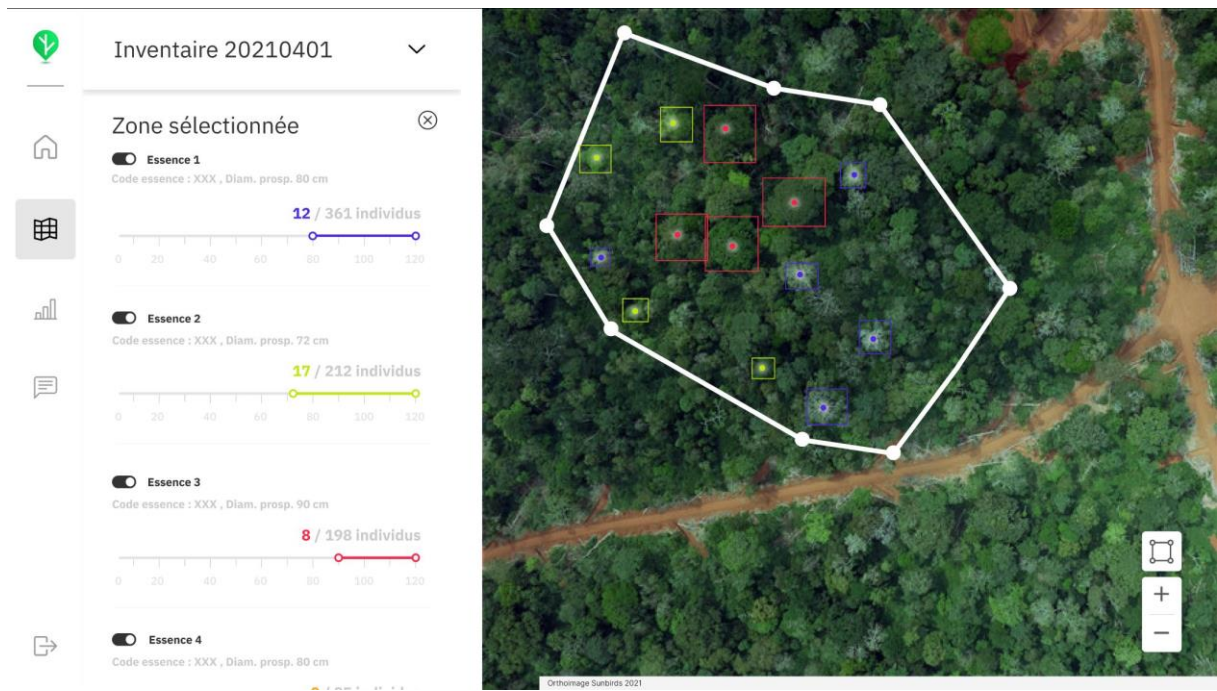 Inventaire 20210401
Zone sélectionnée
Essence 1
Code essence : XXX , Diam. prosp. 80 cm
12 / 361 individus
0 20 40 60 80 100 120
Essence 2
Code essence : XXX , Diam. prosp. 72 cm
17 / 212 individus
0 20 40 60 80 100 120
Essence 3
Code essence : XXX , Diam. prosp. 90 cm
8 / 198 individus
0 20 40 60 80 100 120
Essence 4
Code essence : XXX , Diam. prosp. 80 cm
Orthoimage Sunbirds 2021